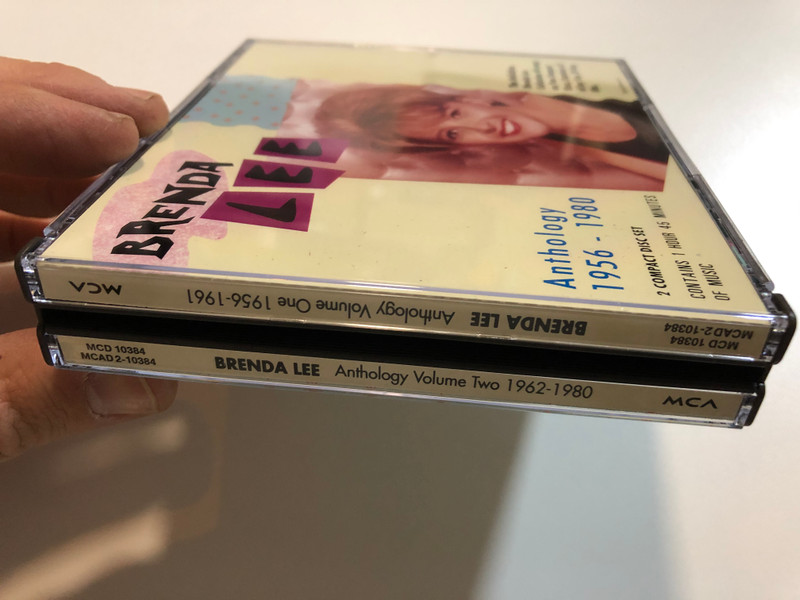 BRENDA
LEE
Anthology
1956 - 1980
2 COMPACT DISC SET
CONTAINS 1 HOUR 45 MINUTES
OF MUSIC
MCD 10384
MCAD2-10384
BRENDA LEE Anthology Volume One 1956-1961
MCA
MCD 10384
MCAD2-10384
BRENDA LEE Anthology Volume Two 1962-1980
MCA